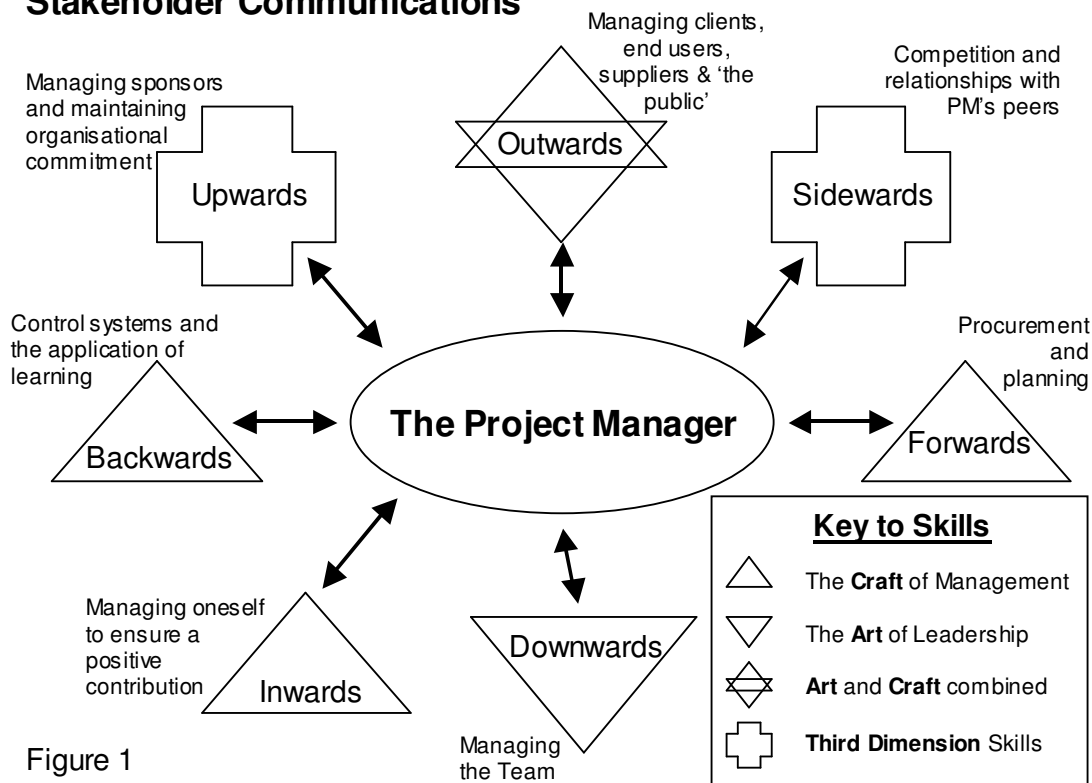 Stakeholder Communications
Managing clients,
end users,
suppliers & ‘the
public’
Outwards
Managing sponsors
and maintaining
organisational
commitment
Upwards
Competition and
relationships with
PM’s peers
Sidewards
Control systems and
the application of
learning
Backwards
The Project Manager
Procurement
and
planning
Forwards
Managing oneself
to ensure a
positive
contribution
Inwards
Downwards
Managing
the Team
Key to Skills
The Craft of Management
The Art of Leadership
Art and Craft combined
Third Dimension Skills
Figure 1